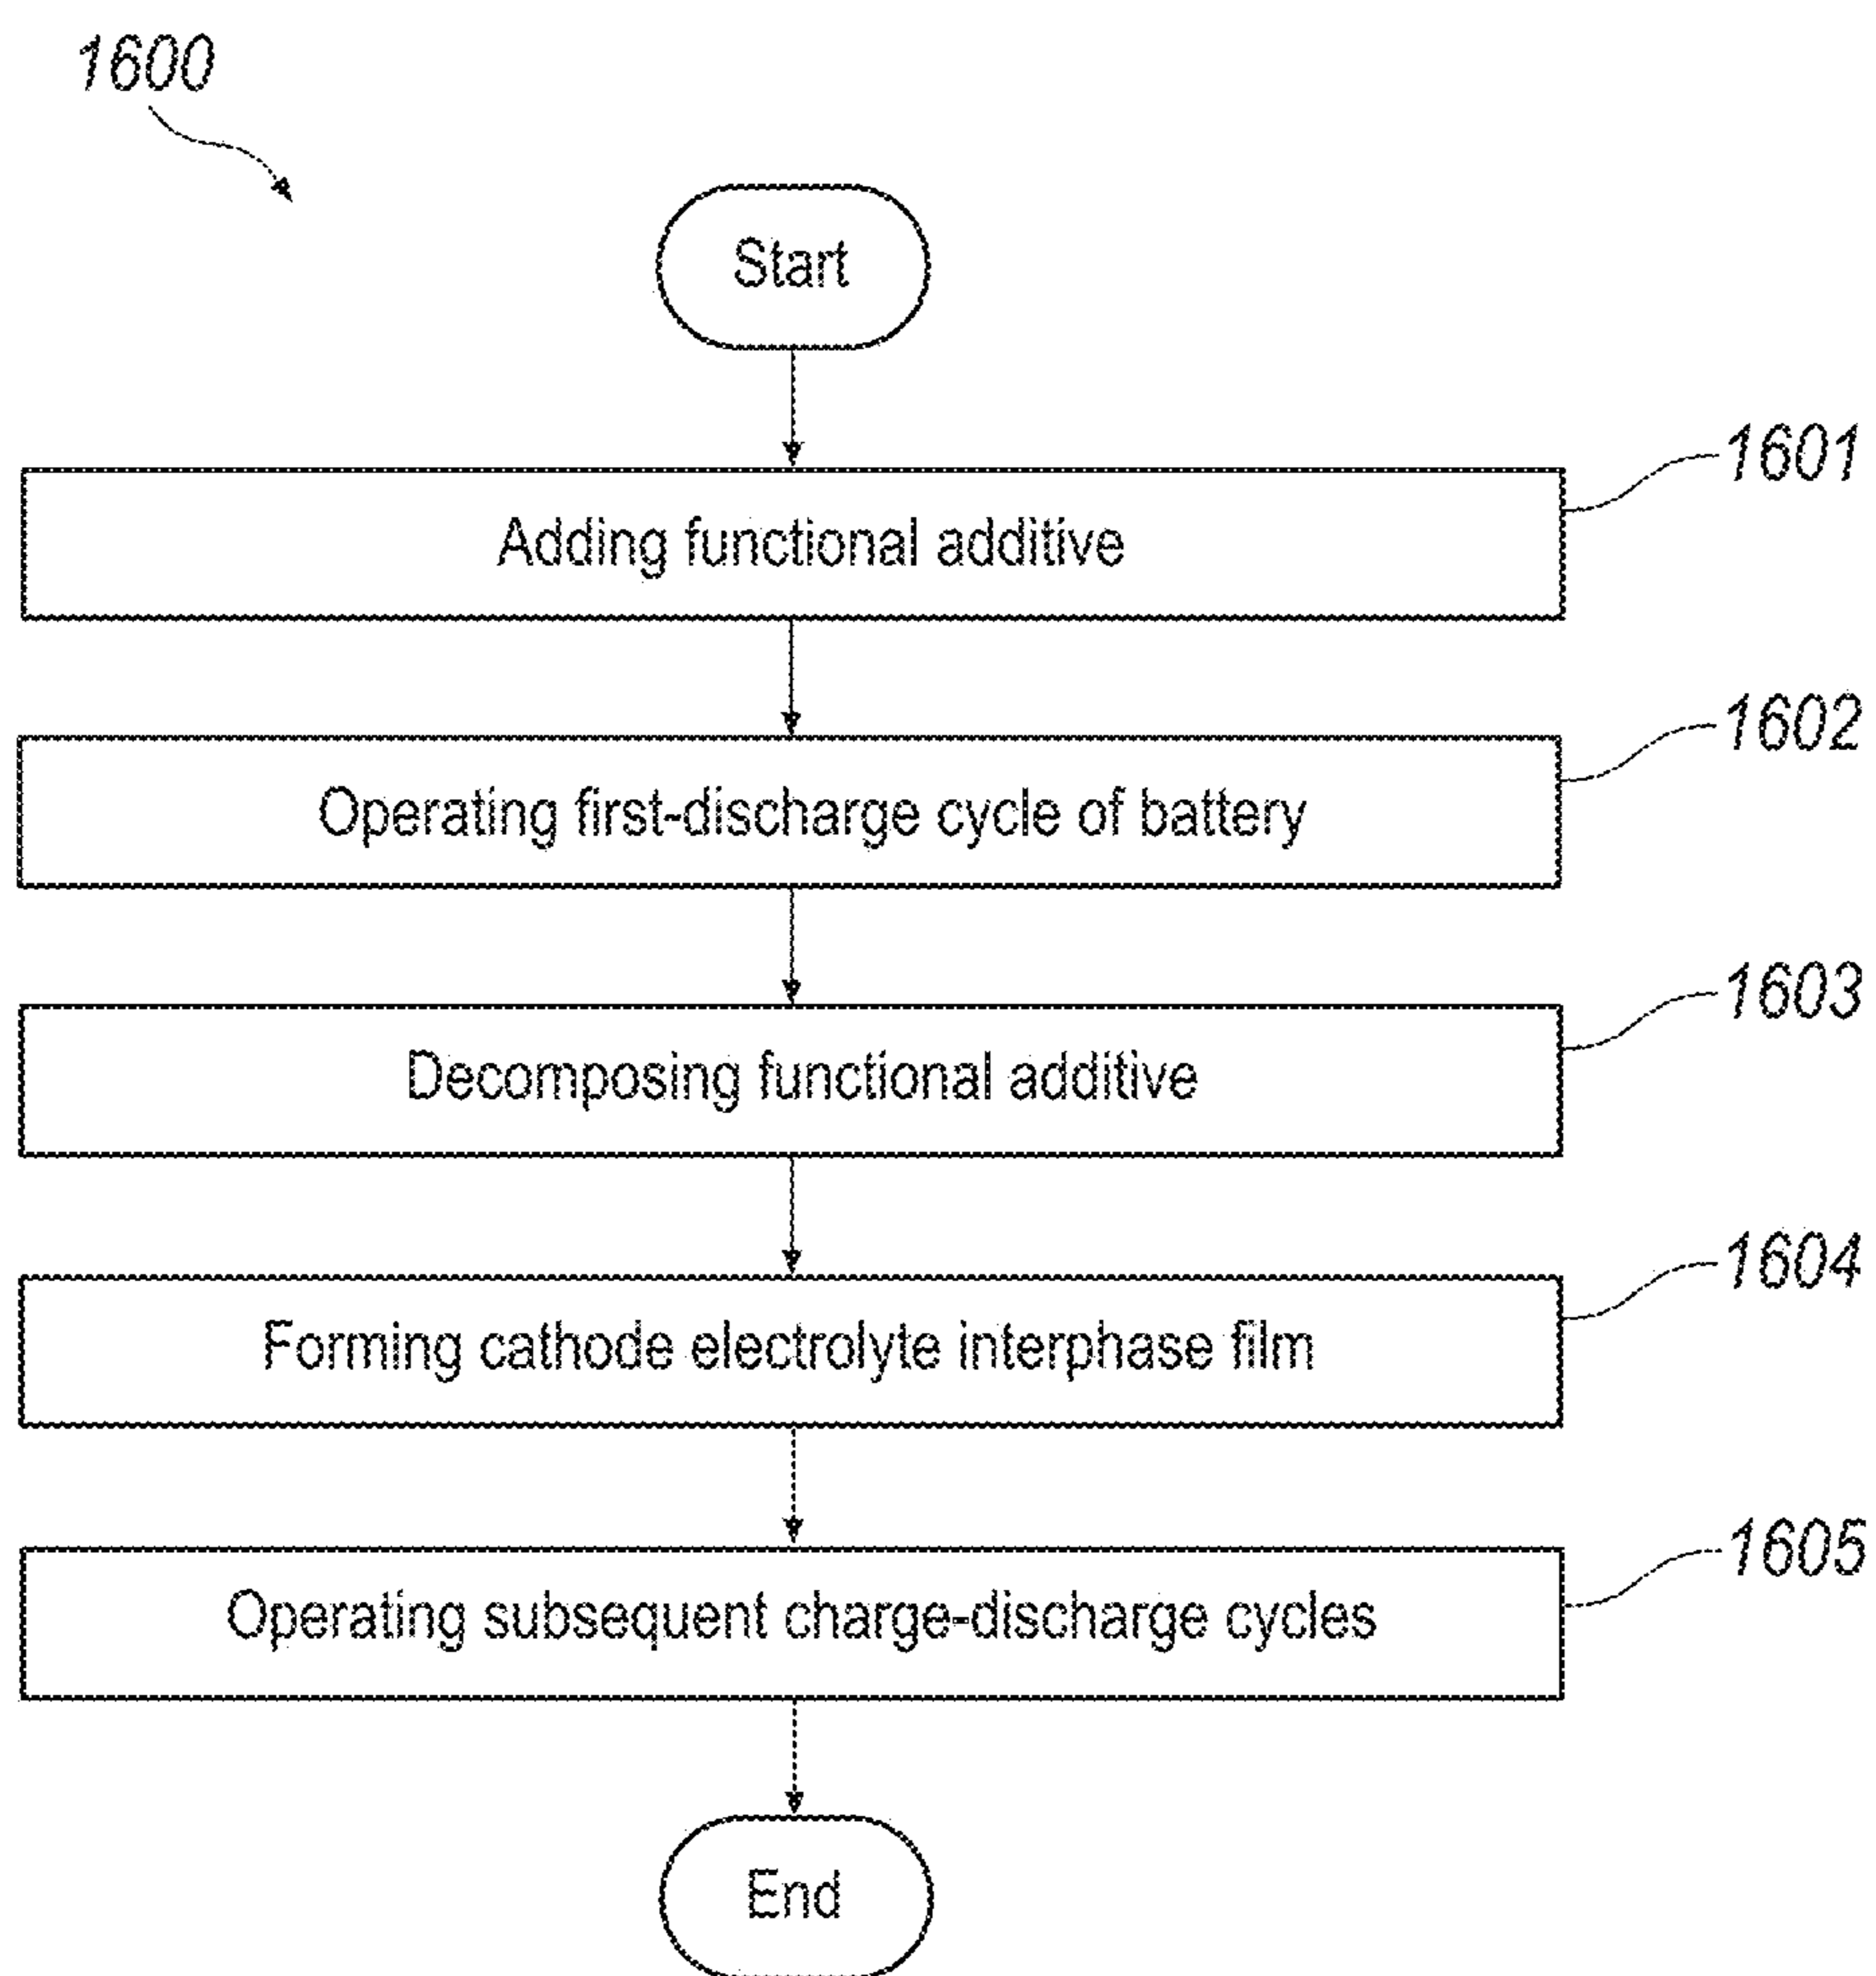 1600
Start
1601
Adding functional additive
1602
Operating first-discharge cycle of battery
1603
Decomposing functional additive
1604
Forming cathode electrolyte interphase film
1605
Operating subsequent charge-discharge cycles
End